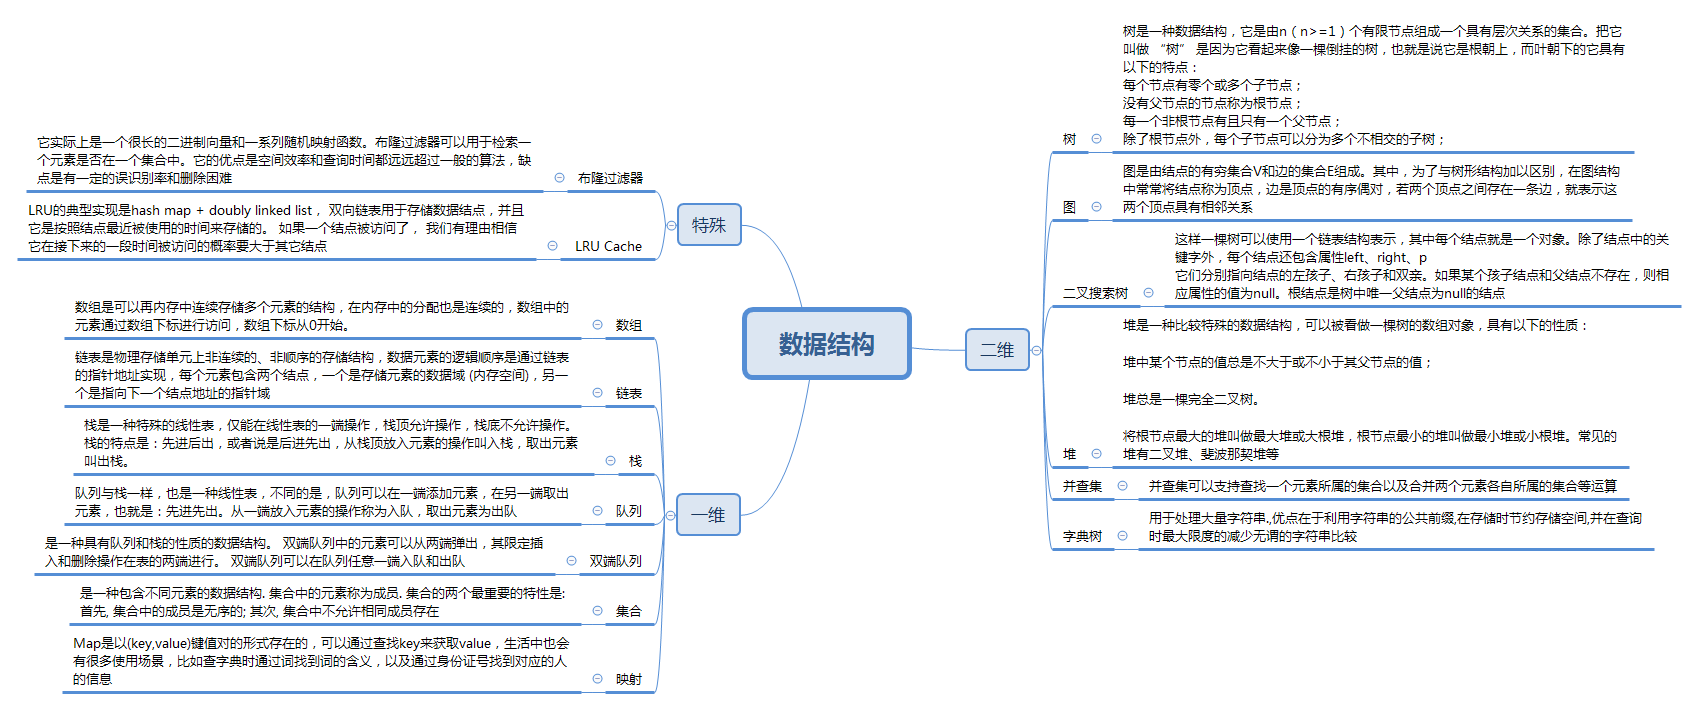 数据结构
特殊
它实际上是一个很长的二进制向量和一系列随机映射函数。布隆过滤器可以用于检索一
个元素是否在一个集合中。它的优点是空间效率和查询时间都远远超过一般的算法，缺
点是有一定的误识别率和删除困难
布隆过滤器
LRU的典型实现是hash map + doubly linked list， 双向链表用于存储数据结点，并且
它是按照结点最近被使用的时间来存储的。 如果一个结点被访问了， 我们有理由相信
它在接下来的一段时间被访问的概率要大于其它结点
LRU Cache
一维
数组是可以再内存中连续存储多个元素的结构，在内存中的分配也是连续的，数组中的
元素通过数组下标进行访问，数组下标从0开始。
数组
链表是物理存储单元上非连续的、非顺序的存储结构，数据元素的逻辑顺序是通过链表
的指针地址实现，每个元素包含两个结点，一个是存储元素的数据域 (内存空间)，另一
个是指向下一个结点地址的指针域
链表
栈是一种特殊的线性表，仅能在线性表的一端操作，栈顶允许操作，栈底不允许操作。
栈的特点是：先进后出，或者说是后进先出，从栈顶放入元素的操作叫入栈，取出元素
叫出栈。
栈
队列与栈一样，也是一种线性表，不同的是，队列可以在一端添加元素，在另一端取出
元素，也就是：先进先出。从一端放入元素的操作称为入队，取出元素为出队
队列
是一种具有队列和栈的性质的数据结构。 双端队列中的元素可以从两端弹出，其限定插
入和删除操作在表的两端进行。 双端队列可以在队列任意一端入队和出队
双端队列
是一种包含不同元素的数据结构. 集合中的元素称为成员. 集合的两个最重要的特性是:
首先, 集合中的成员是无序的; 其次, 集合中不允许相同成员存在
集合
Map是以(key,value)键值对的形式存在的，可以通过查找key来获取value，生活中也会
有很多使用场景，比如查字典时通过词找到词的含义，以及通过身份证号找到对应的人
的信息
映射
二维
树是一种数据结构，它是由n（n>=1）个有限节点组成一个具有层次关系的集合。把它
叫做 “树” 是因为它看起来像一棵倒挂的树，也就是说它是根朝上，而叶朝下的它具有
以下的特点：
每个节点有零个或多个子节点；
没有父节点的节点称为根节点；
每一个非根节点有且只有一个父节点；
除了根节点外，每个子节点可以分为多个不相交的子树；
树
图是由结点的有穷集合V和边的集合E组成。其中，为了与树形结构加以区别，在图结构
中常常将结点称为顶点，边是顶点的有序偶对，若两个顶点之间存在一条边，就表示这
两个顶点具有相邻关系
图
这样一棵树可以使用一个链表结构表示，其中每个结点就是一个对象。除了结点中的关
键字外，每个结点还包含属性left、right、p
它们分别指向结点的左孩子、右孩子和双亲。如果某个孩子结点和父结点不存在，则相
应属性的值为null。根结点是树中唯一父结点为null的结点
二叉搜索树
堆是一种比较特殊的数据结构，可以被看做一棵树的数组对象，具有以下的性质：
堆中某个节点的值总是不大于或不小于其父节点的值；
堆总是一棵完全二叉树。
将根节点最大的堆叫做最大堆或大根堆，根节点最小的堆叫做最小堆或小根堆。常见的
堆有二叉堆、斐波那契堆等
堆
并查集
并查集可以支持查找一个元素所属的集合以及合并两个元素各自所属的集合等运算
用于处理大量字符串.,优点在于利用字符串的公共前缀,在存储时节约存储空间,并在查询
时最大限度的减少无谓的字符串比较
字典树